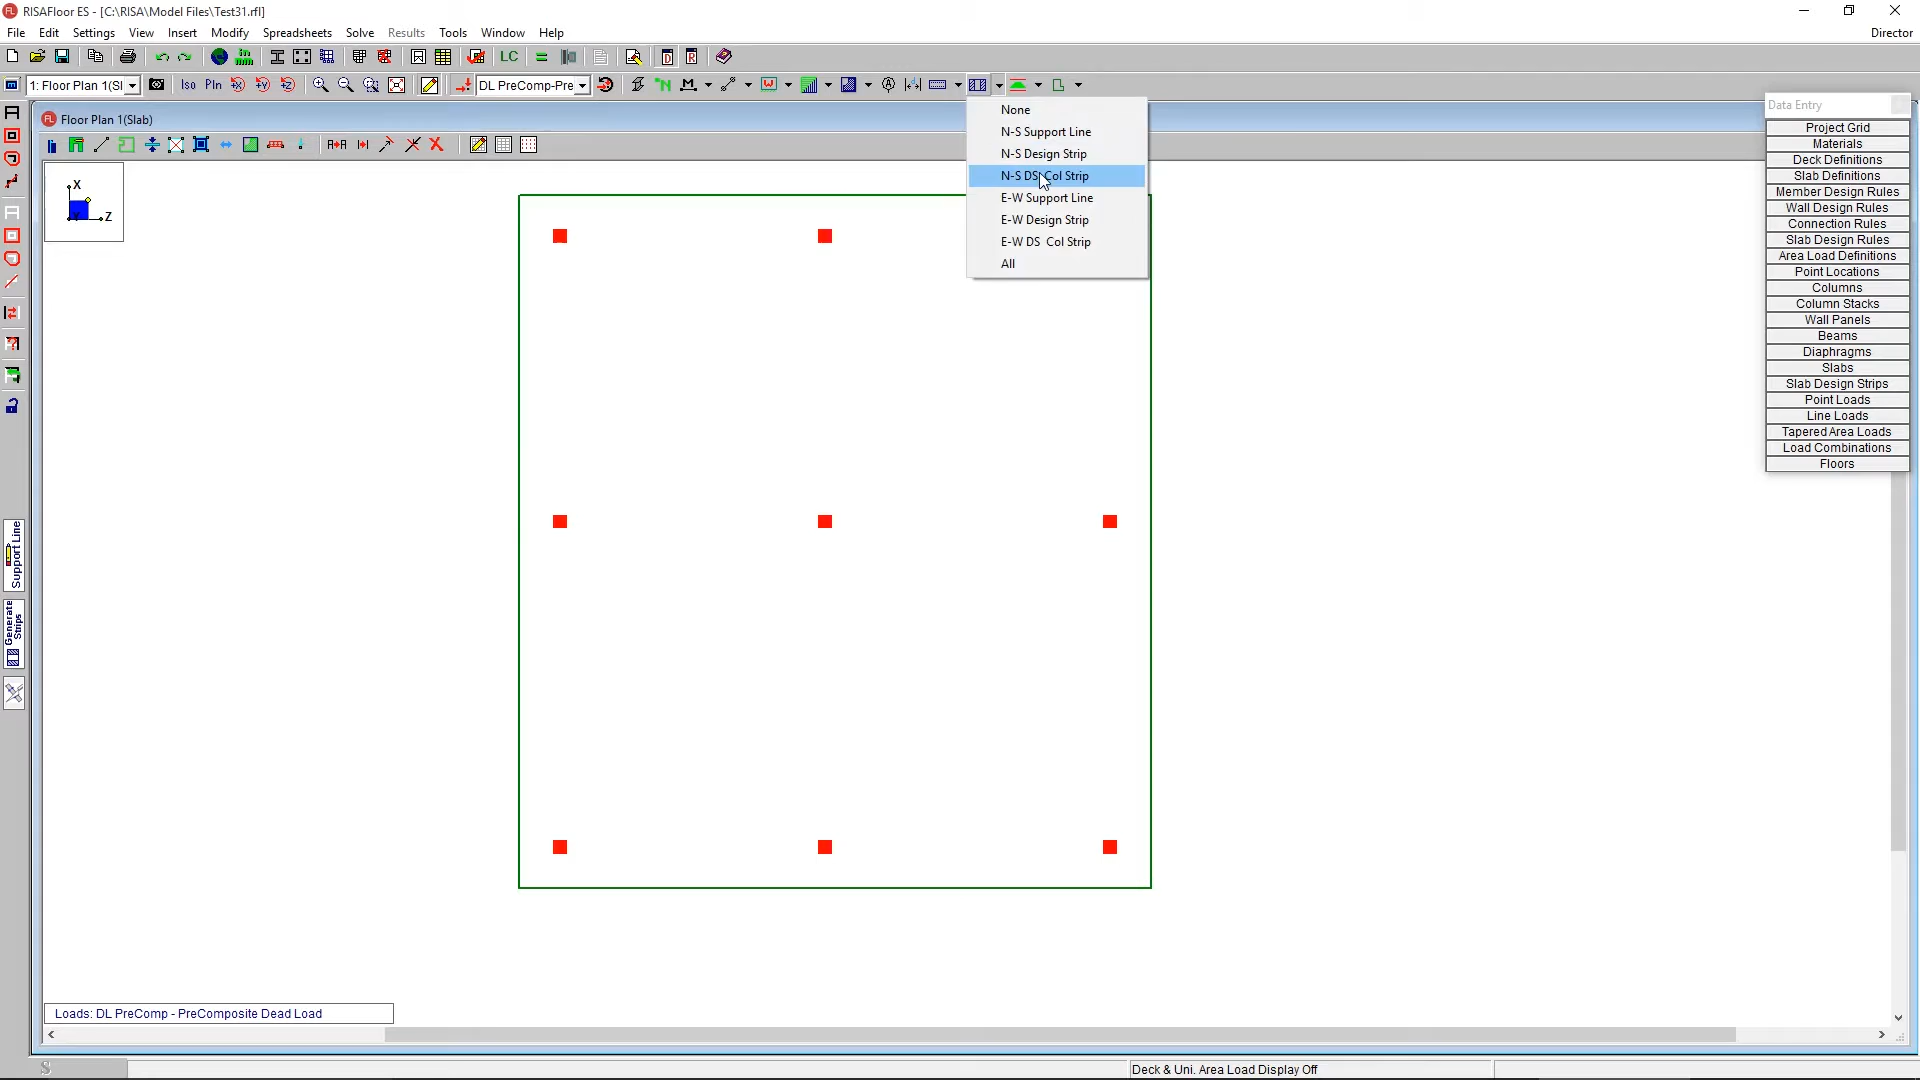 RISAFloor ES - [C:\RISA\Model Files\Test31.rfl]
File Edit Settings View Insert Modify Spreadsheets Solve Results Tools Window Help Director
LC
1: Floor Plan 1(Sl Iso Pln DL PreComp-Pre
Floor Plan 1(Slab)
X
Y
Z
None
N-S Support Line
N-S Design Strip
N-S DS Col Strip
E-W Support Line
E-W Design Strip
E-W DS Col Strip
All
Data Entry
Project Grid
Materials
Deck Definitions
Slab Definitions
Member Design Rules
Wall Design Rules
Connection Rules
Slab Design Rules
Area Load Definitions
Point Locations
Columns
Column Stacks
Wall Panels
Beams
Diaphragms
Slabs
Slab Design Strips
Point Loads
Line Loads
Tapered Area Loads
Load Combinations
Floors
Support Line
Generate
Strips
Loads: DL PreComp - PreComposite Dead Load
S
Deck & Uni. Area Load Display Off